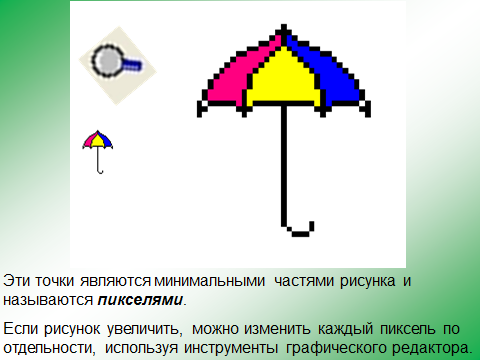 Эти точки являются минимальными частями рисунка и
называются пикселями.
Если рисунок увеличить, можно изменить каждый пиксель по
отдельности, используя инструменты графического редактора.